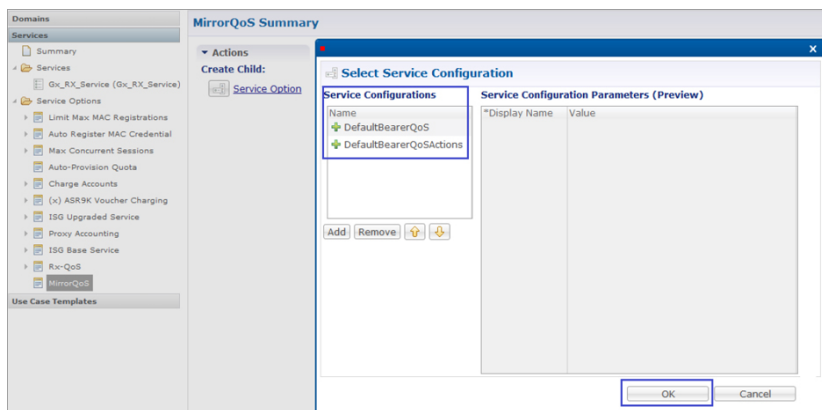 Domains
Services
Summary
Services
Gx_RX_Service (Gx_RX_Service)
Service Options
Limit Max MAC Registrations
Auto Register MAC Credential
Max Concurrent Sessions
Auto-Provision Quota
Charge Accounts
(x) ASR9K Voucher Charging
ISG Upgraded Service
Proxy Accounting
ISG Base Service
Rx-QoS
MirrorQoS
Use Case Templates
MirrorQoS Summary
Actions
Create Child:
Service Option
x
Select Service Configuration
Service Configurations
Name
DefaultBearerQoS
DefaultBearerQoSActions
Add Remove
Service Configuration Parameters (Preview)
*Display Name Value
OK Cancel